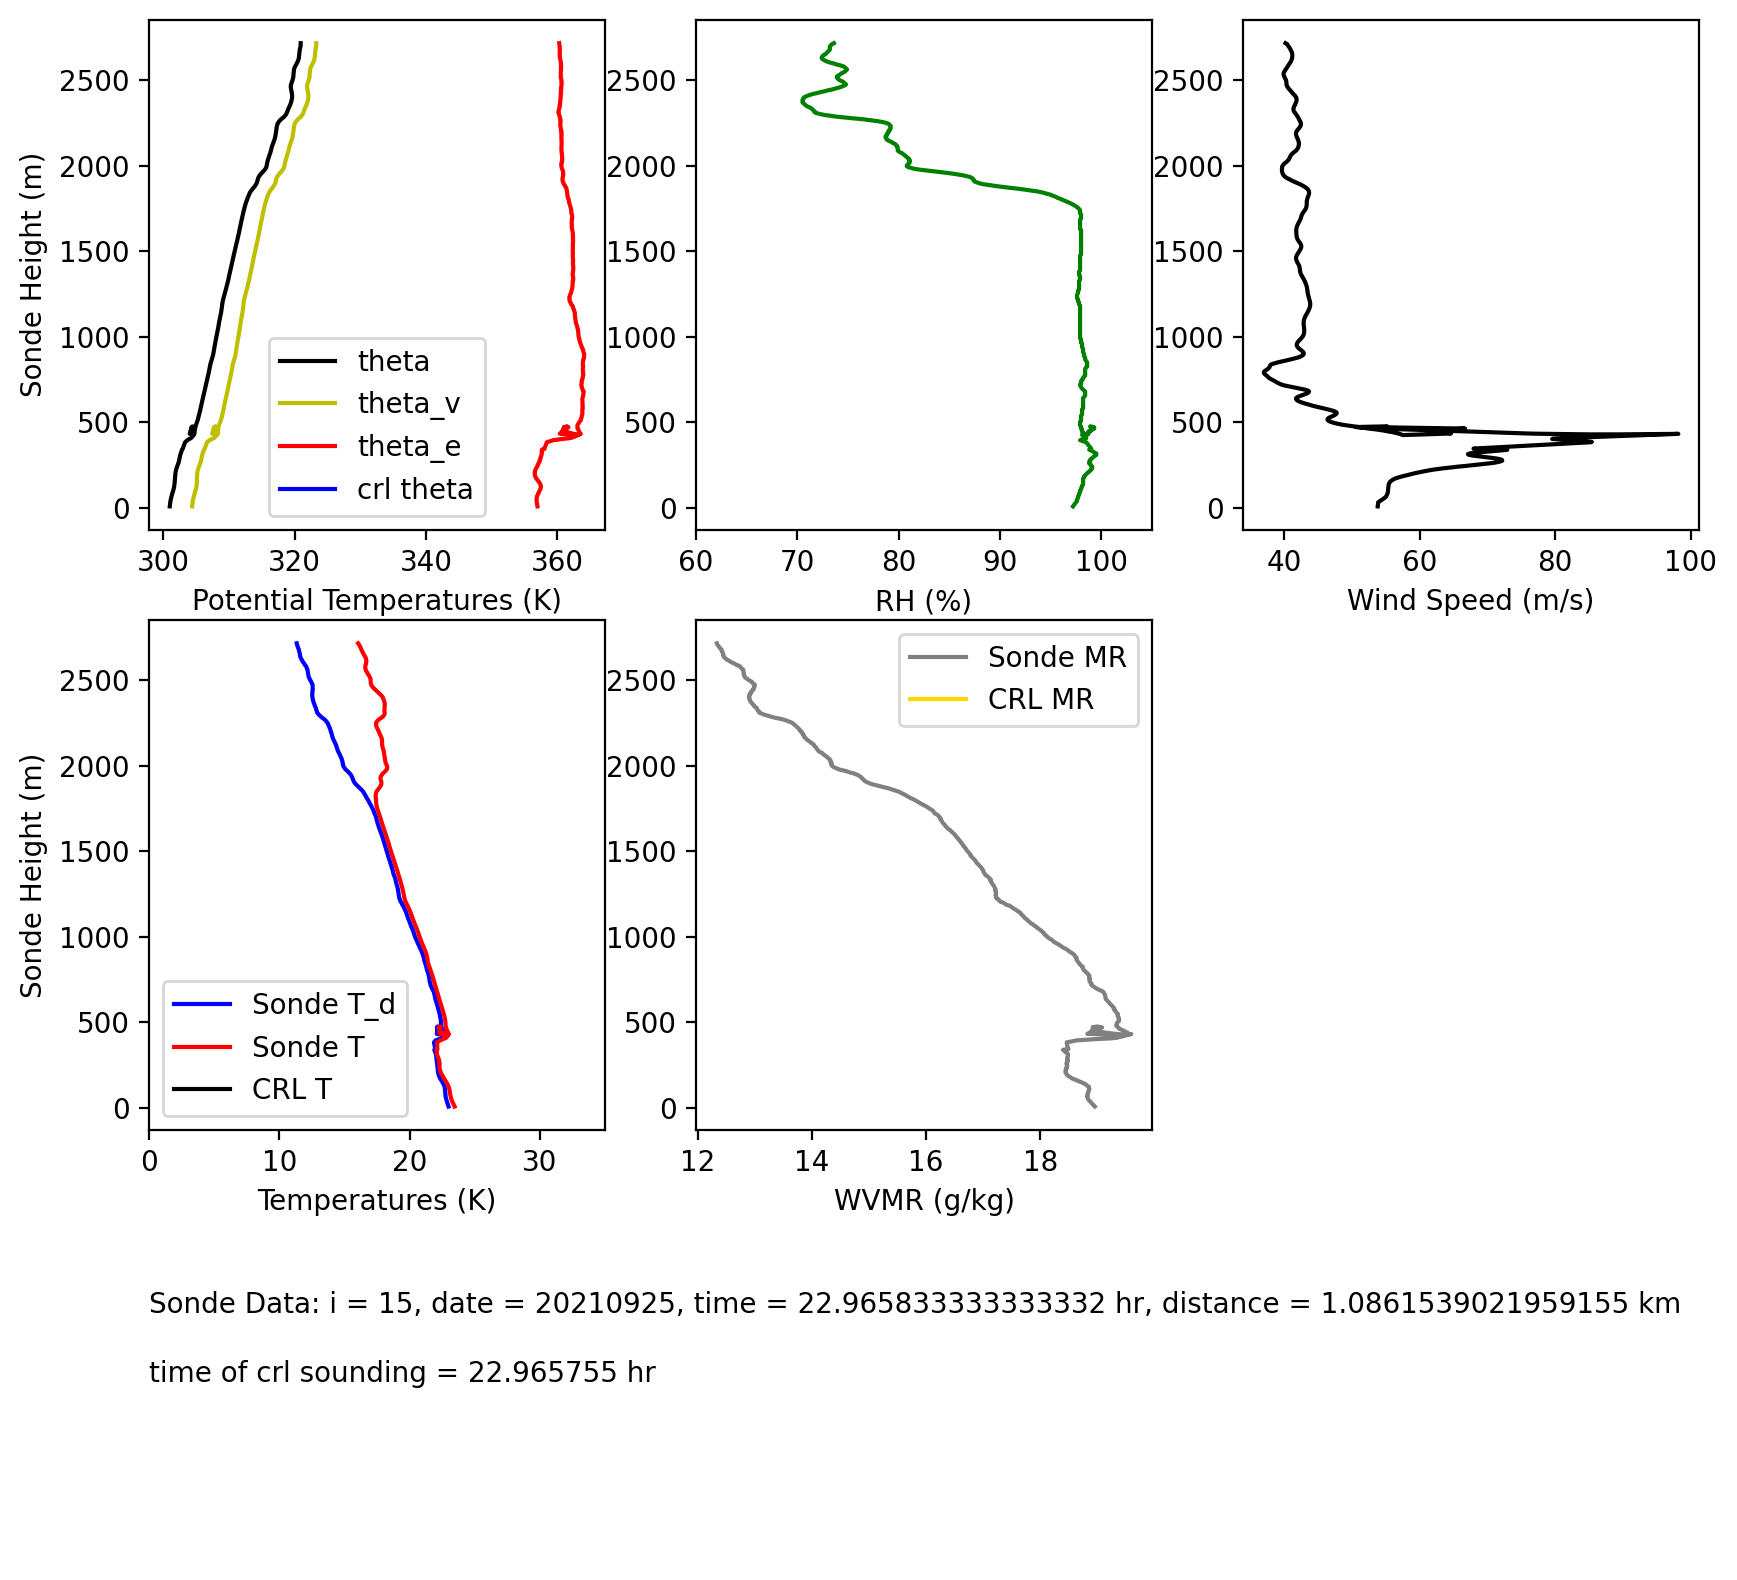 2500
2000
1500
1000
500
0
Sonde Height (m)
theta
theta_v
theta_e
crl theta
300 320 340 360
Potential Temperatures (K)
2500
2000
1500
1000
500
0
60 70 80 90 100
RH (%)
2500
2000
1500
1000
500
0
40 60 80 100
Wind Speed (m/s)
2500
2000
1500
1000
500
0
Sonde Height (m)
Sonde T_d
Sonde T
CRL T
0 10 20 30
Temperatures (K)
2500
2000
1500
1000
500
0
Sonde MR
CRL MR
12 14 16 18
WVMR (g/kg)
Sonde Data: i = 15, date = 20210925, time = 22.965833333333332 hr, distance = 1.0861539021959155 km
time of crl sounding = 22.965755 hr